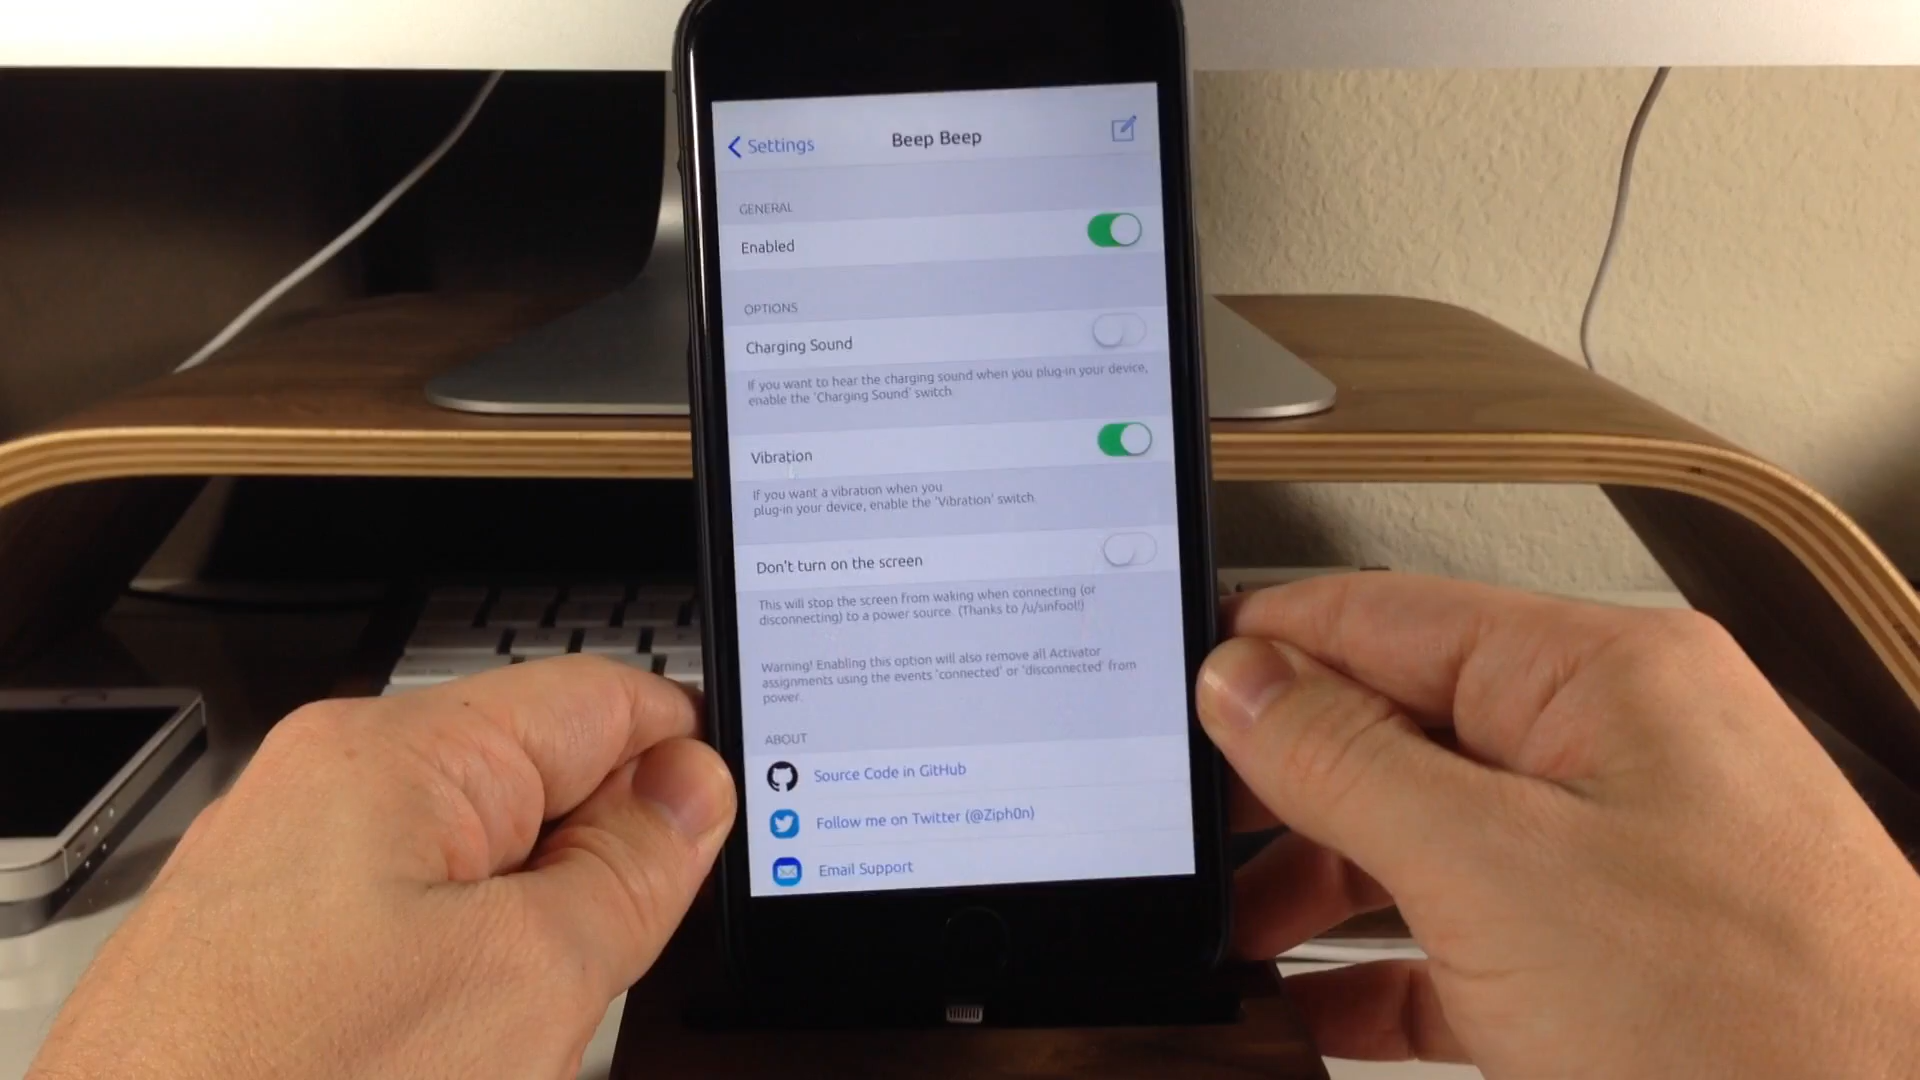 Settings
Beep Beep
GENERAL
Enabled
OPTIONS
Charging Sound
If you want to hear the charging sound when you plug-in your device,
enable the 'Charging Sound' switch
Vibration
If you want a vibration when you
plug-in your device, enable the 'Vibration' switch
Don't turn on the screen
This will stop the screen from waking when connecting (or
disconnecting) to a power source. (Thanks to /u/sinfool!)
Warning! Enabling this option will also remove all Activator
assignments using the events 'connected' or 'disconnected' from
power.
ABOUT
Source Code in GitHub
Follow me on Twitter (@Ziph0n)
Email Support